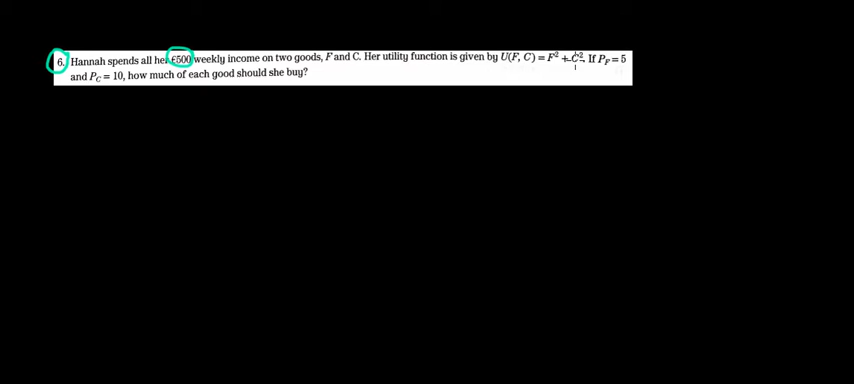 6. Hannah spends all her £500 weekly income on two goods, F and C. Her utility function is given by U(F, C) = F² + C². If P_F = 5
and P_C = 10, how much of each good should she buy?